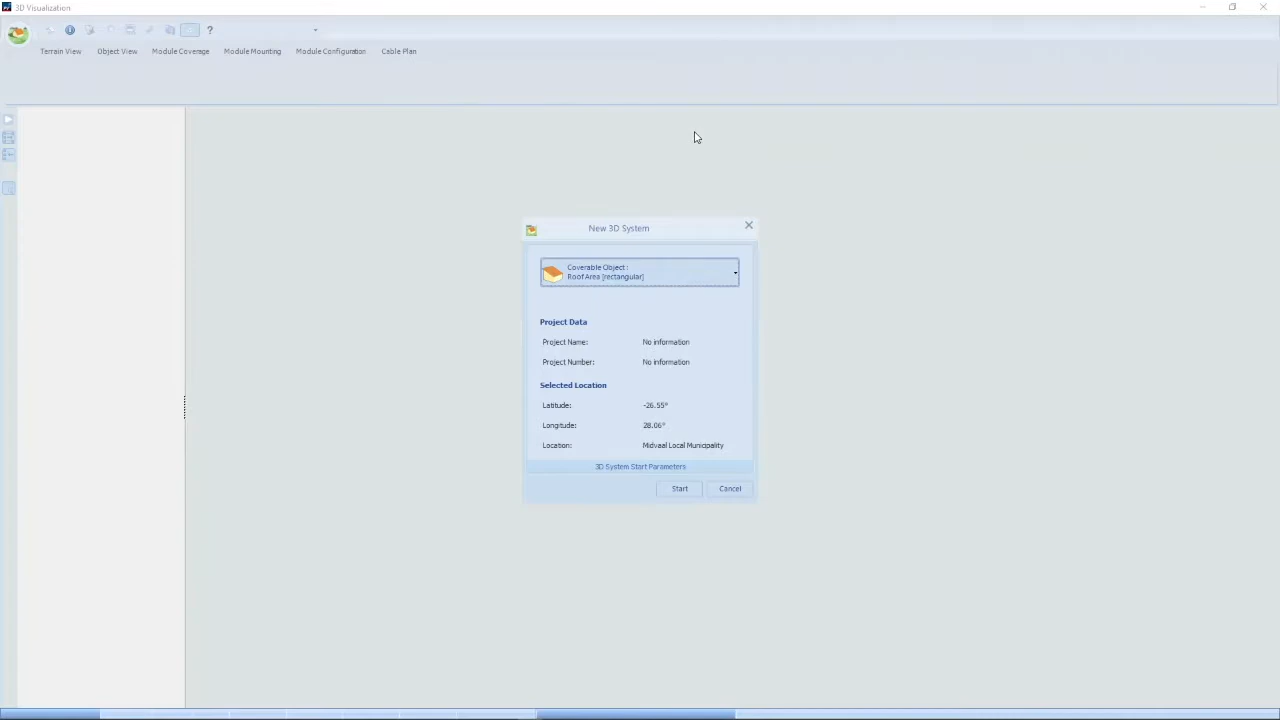 3D Visualization
?
Terrain View Object View Module Coverage Module Mounting Module Configuration Cable Plan
New 3D System
Coverable Object :
Roof Area [rectangular]
Project Data
Project Name: No information
Project Number: No information
Selected Location
Latitude: -26.55°
Longitude: 28.06°
Location: Midvaal Local Municipality
3D System Start Parameters
Start Cancel